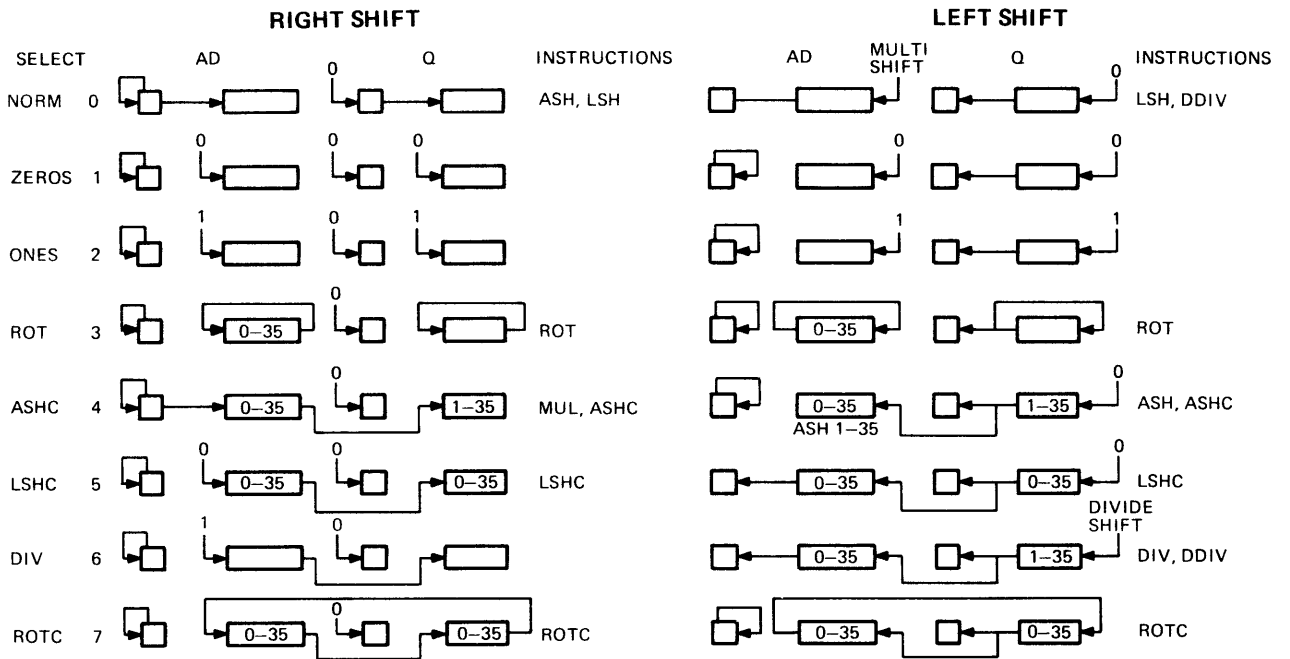 RIGHT SHIFT LEFT SHIFT
SELECT AD Q INSTRUCTIONS AD MULTI SHIFT Q INSTRUCTIONS
NORM 0 0 ASH, LSH 0 LSH, DDIV
ZEROS 1 0 0 0 0 0
ONES 2 1 0 1 1 1
ROT 3 0–35 0 ROT 0–35 ROT
ASHC 4 0–35 0 1–35 MUL, ASHC 0–35 ASH 1–35 1–35 0 ASH, ASHC
LSHC 5 0 0–35 0 0–35 LSHC 0–35 0–35 0 LSHC
DIV 6 1 0 0–35 1–35 DIVIDE SHIFT DIV, DDIV
ROTC 7 0–35 0 0–35 ROTC 0–35 0–35 ROTC